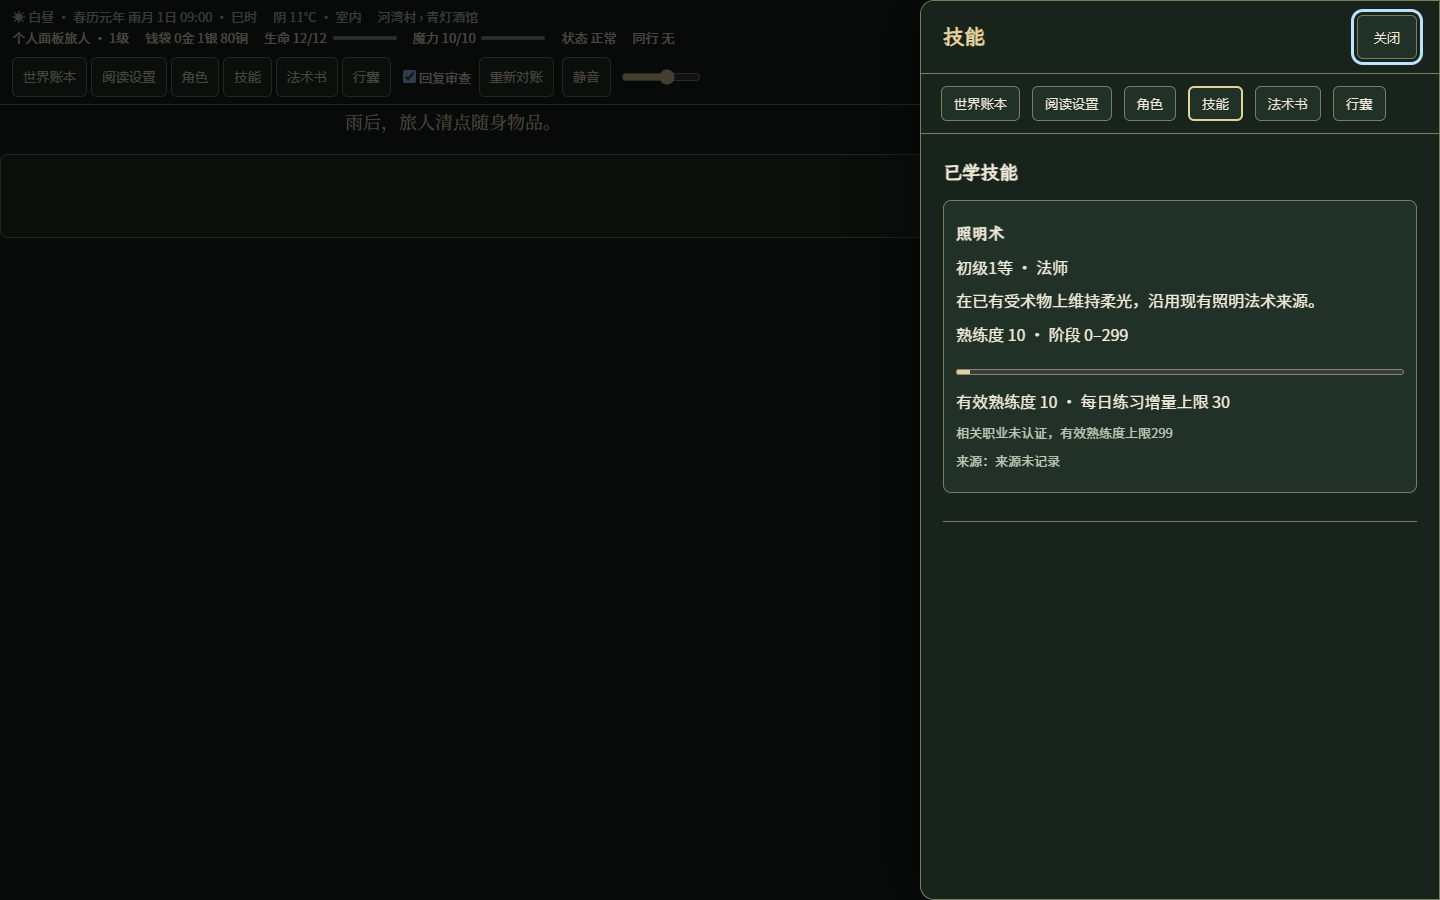 ☀ 白昼 · 春历元年 雨月 1日 09:00 · 巳时 阴 11°C · 室内 河湾村 › 青灯酒馆
个人面板旅人 · 1级 钱袋 0金 1银 80铜 生命 12/12 魔力 10/10 状态 正常 同行 无
世界账本 阅读设置 角色 技能 法术书 行囊 回复审查 重新对账 静音
雨后，旅人清点随身物品。
技能
关闭
世界账本 阅读设置 角色 技能 法术书 行囊
已学技能
照明术
初级1等 · 法师
在已有受术物上维持柔光，沿用现有照明法术来源。
熟练度 10 · 阶段 0–299
有效熟练度 10 · 每日练习增量上限 30
相关职业未认证，有效熟练度上限299
来源：来源未记录